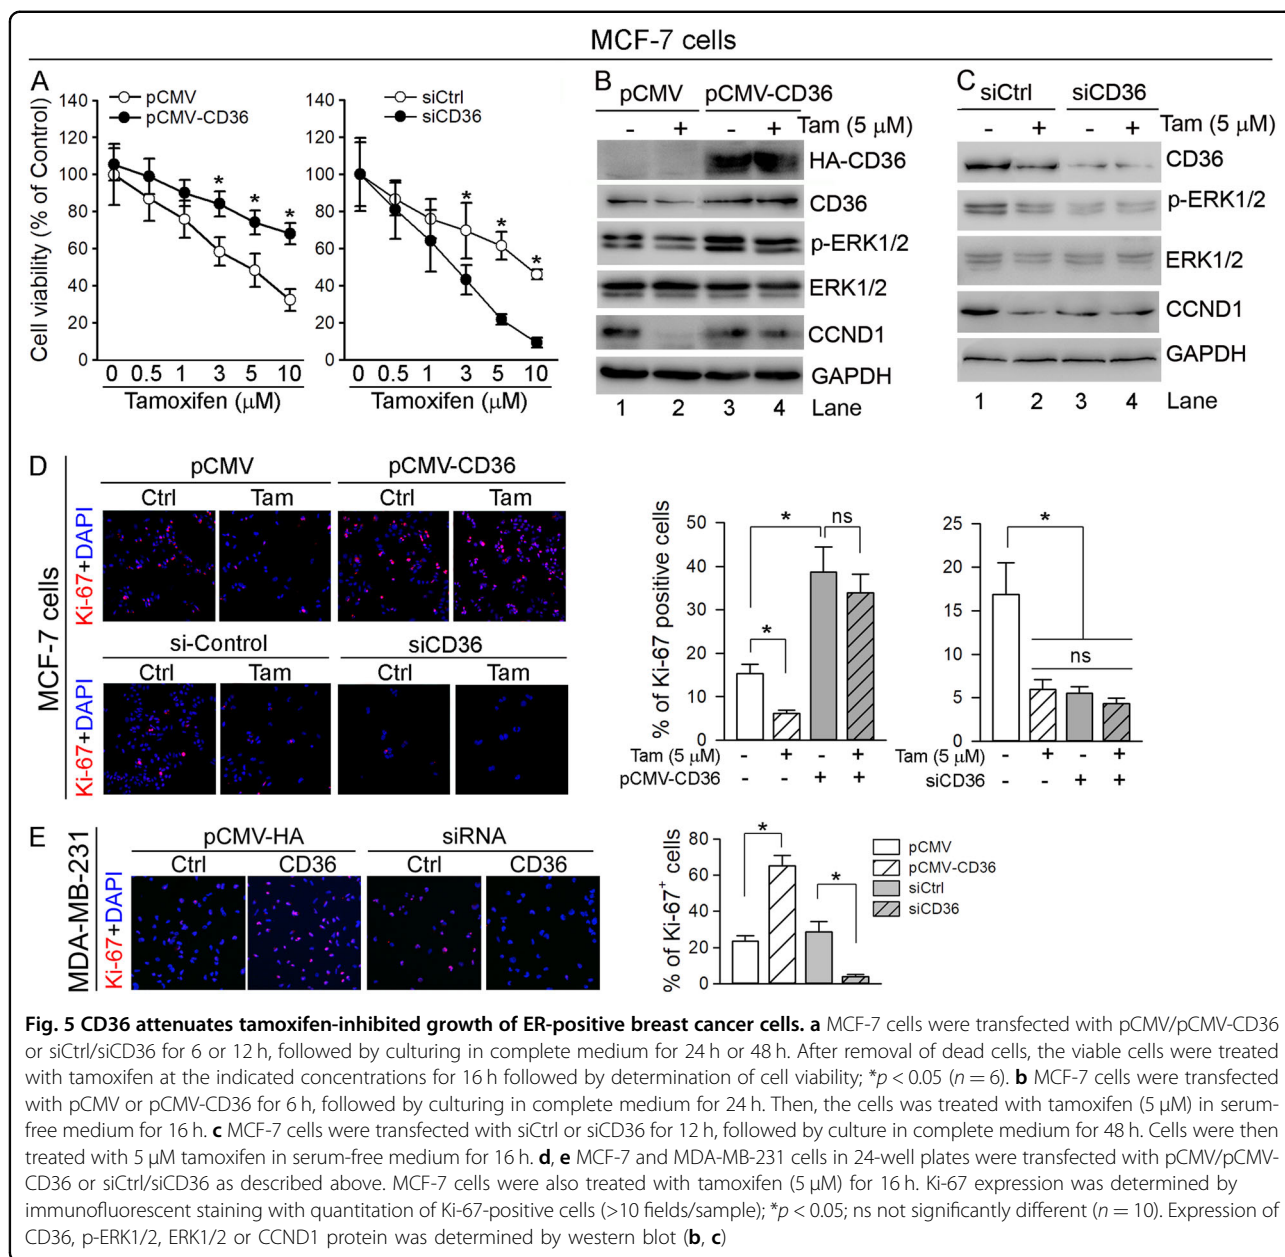 MCF-7 cells
A
pCMV
pCMV-CD36
siCtrl
siCD36
Cell viability (% of Control)
140
120
100
80
60
40
20
0
0 0.5 1 3 5 10
Tamoxifen (µM)
* * *
140
120
100
80
60
40
20
0
0 0.5 1 3 5 10
Tamoxifen (µM)
* * *
B
pCMV pCMV-CD36
- + - + Tam (5 µM)
HA-CD36
CD36
p-ERK1/2
ERK1/2
CCND1
GAPDH
1 2 3 4 Lane
C
siCtrl siCD36
- + - + Tam (5 µM)
CD36
p-ERK1/2
ERK1/2
CCND1
GAPDH
1 2 3 4 Lane
D
MCF-7 cells
pCMV pCMV-CD36
Ctrl Tam Ctrl Tam
Ki-67+DAPI
si-Control siCD36
Ctrl Tam Ctrl Tam
Ki-67+DAPI
% of Ki-67 positive cells
50
40
30
20
10
0
* * ns
Tam (5 µM) - + - +
pCMV-CD36 - - + +
25
20
15
10
5
0
*
ns
Tam (5 µM) - + - +
siCD36 - - + +
E
MDA-MB-231
pCMV-HA siRNA
Ctrl CD36 Ctrl CD36
Ki-67+DAPI
% of Ki-67+ cells
80
60
40
20
0
* *
pCMV
pCMV-CD36
siCtrl
siCD36
Fig. 5 CD36 attenuates tamoxifen-inhibited growth of ER-positive breast cancer cells. a MCF-7 cells were transfected with pCMV/pCMV-CD36
or siCtrl/siCD36 for 6 or 12 h, followed by culturing in complete medium for 24 h or 48 h. After removal of dead cells, the viable cells were treated
with tamoxifen at the indicated concentrations for 16 h followed by determination of cell viability; *p < 0.05 (n = 6). b MCF-7 cells were transfected
with pCMV or pCMV-CD36 for 6 h, followed by culturing in complete medium for 24 h. Then, the cells was treated with tamoxifen (5 µM) in serum-
free medium for 16 h. c MCF-7 cells were transfected with siCtrl or siCD36 for 12 h, followed by culture in complete medium for 48 h. Cells were then
treated with 5 µM tamoxifen in serum-free medium for 16 h. d, e MCF-7 and MDA-MB-231 cells in 24-well plates were transfected with pCMV/pCMV-
CD36 or siCtrl/siCD36 as described above. MCF-7 cells were also treated with tamoxifen (5 µM) for 16 h. Ki-67 expression was determined by
immunofluorescent staining with quantitation of Ki-67-positive cells (>10 fields/sample); *p < 0.05; ns not significantly different (n = 10). Expression of
CD36, p-ERK1/2, ERK1/2 or CCND1 protein was determined by western blot (b, c)